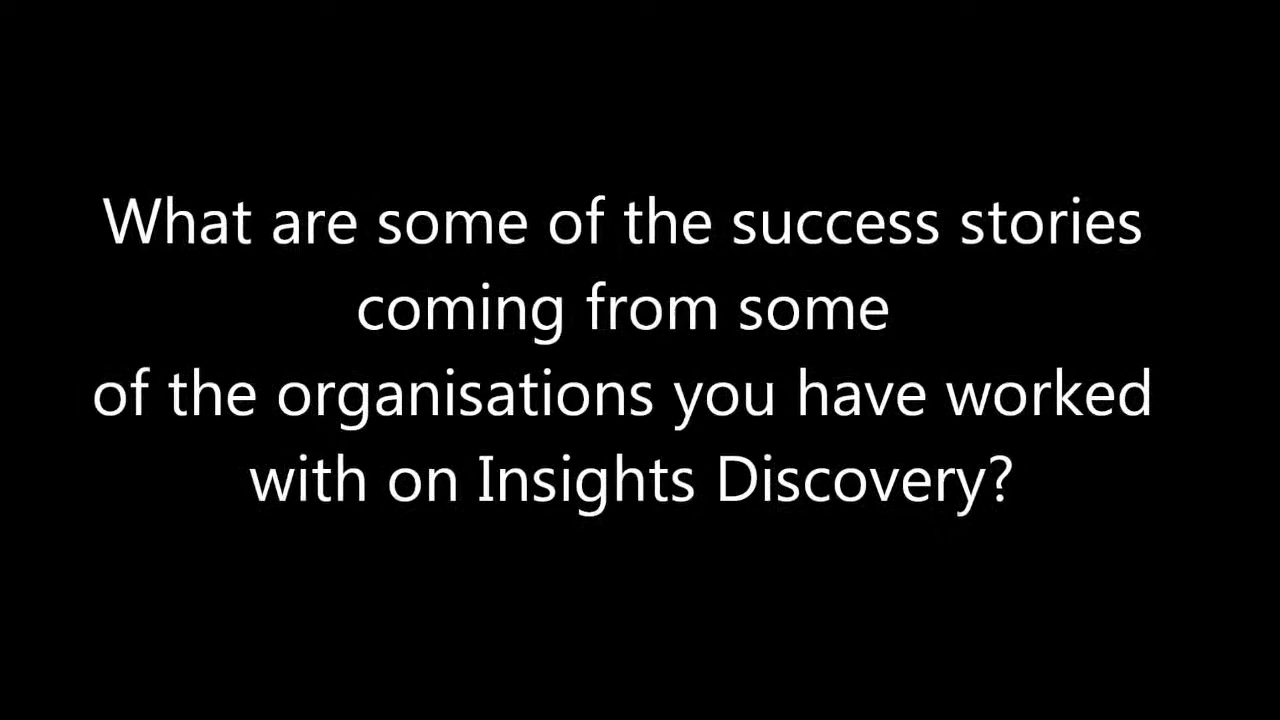 What are some of the success stories
coming from some
of the organisations you have worked
with on Insights Discovery?